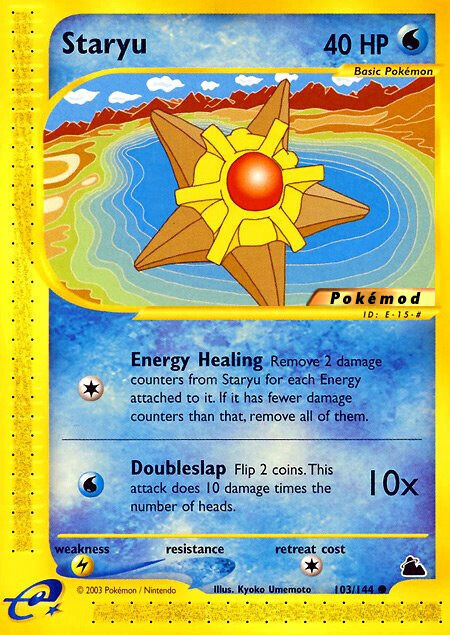 Staryu 40 HP
Basic Pokémon
Pokémod
ID: E-15-#
Energy Healing Remove 2 damage
counters from Staryu for each Energy
attached to it. If it has fewer damage
counters than that, remove all of them.
Doubleslap Flip 2 coins. This
attack does 10 damage times the
number of heads.
10x
weakness resistance retreat cost
e
© 2003 Pokémon / Nintendo Illus. Kyoko Umemoto 103/144